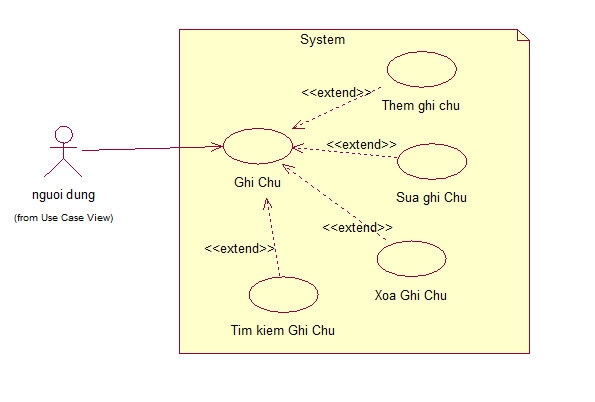 System
<<extend>>
Them ghi chu
<<extend>>
nguoi dung
(from Use Case View)
Ghi Chu
Sua ghi Chu
<<extend>>
<<extend>>
Xoa Ghi Chu
Tim kiem Ghi Chu